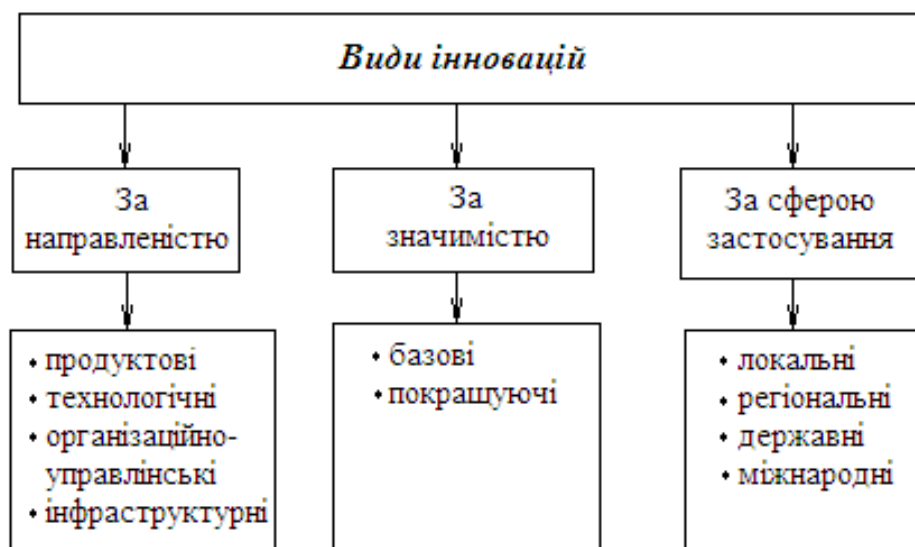 Види інновацій
За
направленістю
За
значимістю
За сферою
застосування
• продуктові
• технологічні
• організаційно-
управлінські
• інфраструктурні
• базові
• покращуючі
• локальні
• регіональні
• державні
• міжнародні